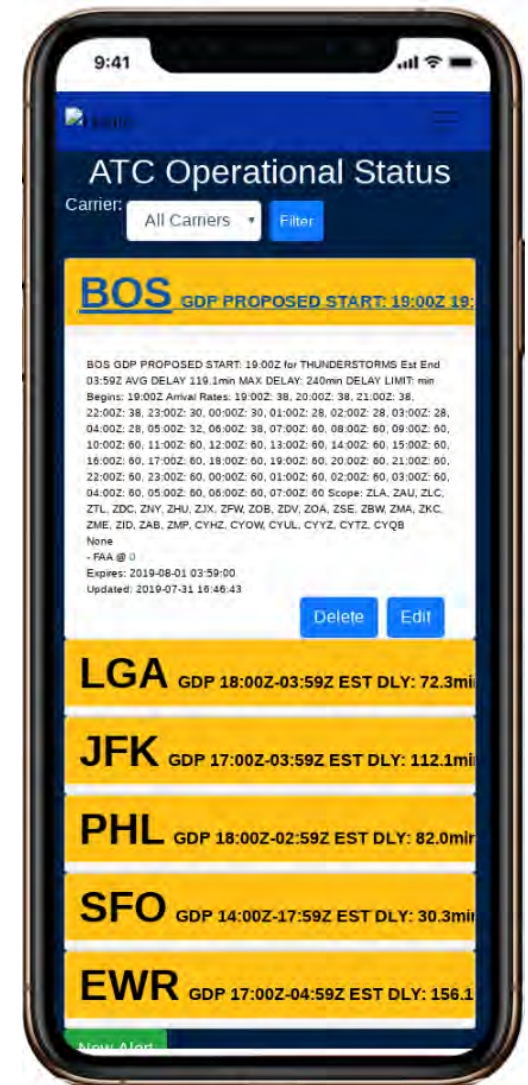 9:41
ATC Operational Status
Carrier:
All Carriers
Filter
BOS GDP PROPOSED START: 19:00Z 19:
BOS GDP PROPOSED START: 19:00Z for THUNDERSTORMS Est End
03:59Z AVG DELAY 119.1min MAX DELAY: 240min DELAY LIMIT: min
Begins: 19:00Z Arrival Rates: 19:00Z: 38, 20:00Z: 38, 21:00Z: 38,
22:00Z: 38, 23:00Z: 30, 00:00Z: 30, 01:00Z: 28, 02:00Z: 28, 03:00Z: 28,
04:00Z: 28, 05:00Z: 32, 06:00Z: 38, 07:00Z: 60, 08:00Z: 60, 09:00Z: 60,
10:00Z: 60, 11:00Z: 60, 12:00Z: 60, 13:00Z: 60, 14:00Z: 60, 15:00Z: 60,
16:00Z: 60, 17:00Z: 60, 18:00Z: 60, 19:00Z: 60, 20:00Z: 60, 21:00Z: 60,
22:00Z: 60, 23:00Z: 60, 00:00Z: 60, 01:00Z: 60, 02:00Z: 60, 03:00Z: 60,
04:00Z: 60, 05:00Z: 60, 06:00Z: 60, 07:00Z: 60 Scope: ZLA, ZAU, ZLC,
ZTL, ZDC, ZNY, ZHU, ZJX, ZFW, ZOB, ZDV, ZOA, ZSE, ZBW, ZMA, ZKC,
ZME, ZID, ZAB, ZMP, CYHZ, CYOW, CYUL, CYYZ, CYTZ, CYQB
None
- FAA @ 0
Expires: 2019-08-01 03:59:00
Updated: 2019-07-31 16:46:43
Delete Edit
LGA GDP 18:00Z-03:59Z EST DLY: 72.3mi
JFK GDP 17:00Z-03:59Z EST DLY: 112.1mi
PHL GDP 18:00Z-02:59Z EST DLY: 82.0min
SFO GDP 14:00Z-17:59Z EST DLY: 30.3mi
EWR GDP 17:00Z-04:59Z EST DLY: 156.1
New Alert